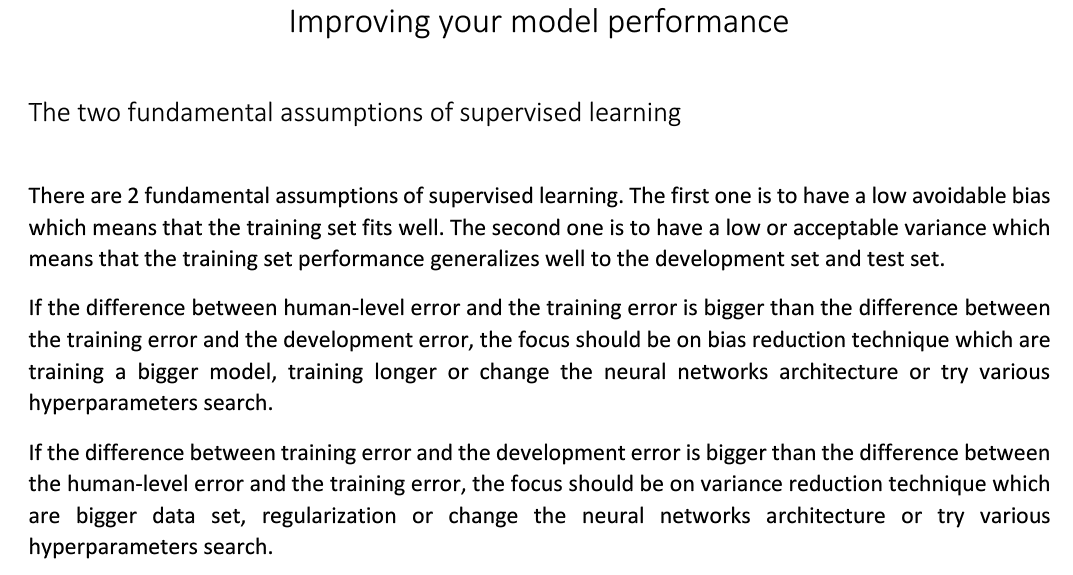 Improving your model performance
The two fundamental assumptions of supervised learning
There are 2 fundamental assumptions of supervised learning. The first one is to have a low avoidable bias
which means that the training set fits well. The second one is to have a low or acceptable variance which
means that the training set performance generalizes well to the development set and test set.
If the difference between human-level error and the training error is bigger than the difference between
the training error and the development error, the focus should be on bias reduction technique which are
training a bigger model, training longer or change the neural networks architecture or try various
hyperparameters search.
If the difference between training error and the development error is bigger than the difference between
the human-level error and the training error, the focus should be on variance reduction technique which
are bigger data set, regularization or change the neural networks architecture or try various
hyperparameters search.